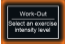 Work-Out
Select an exercise
intensity level